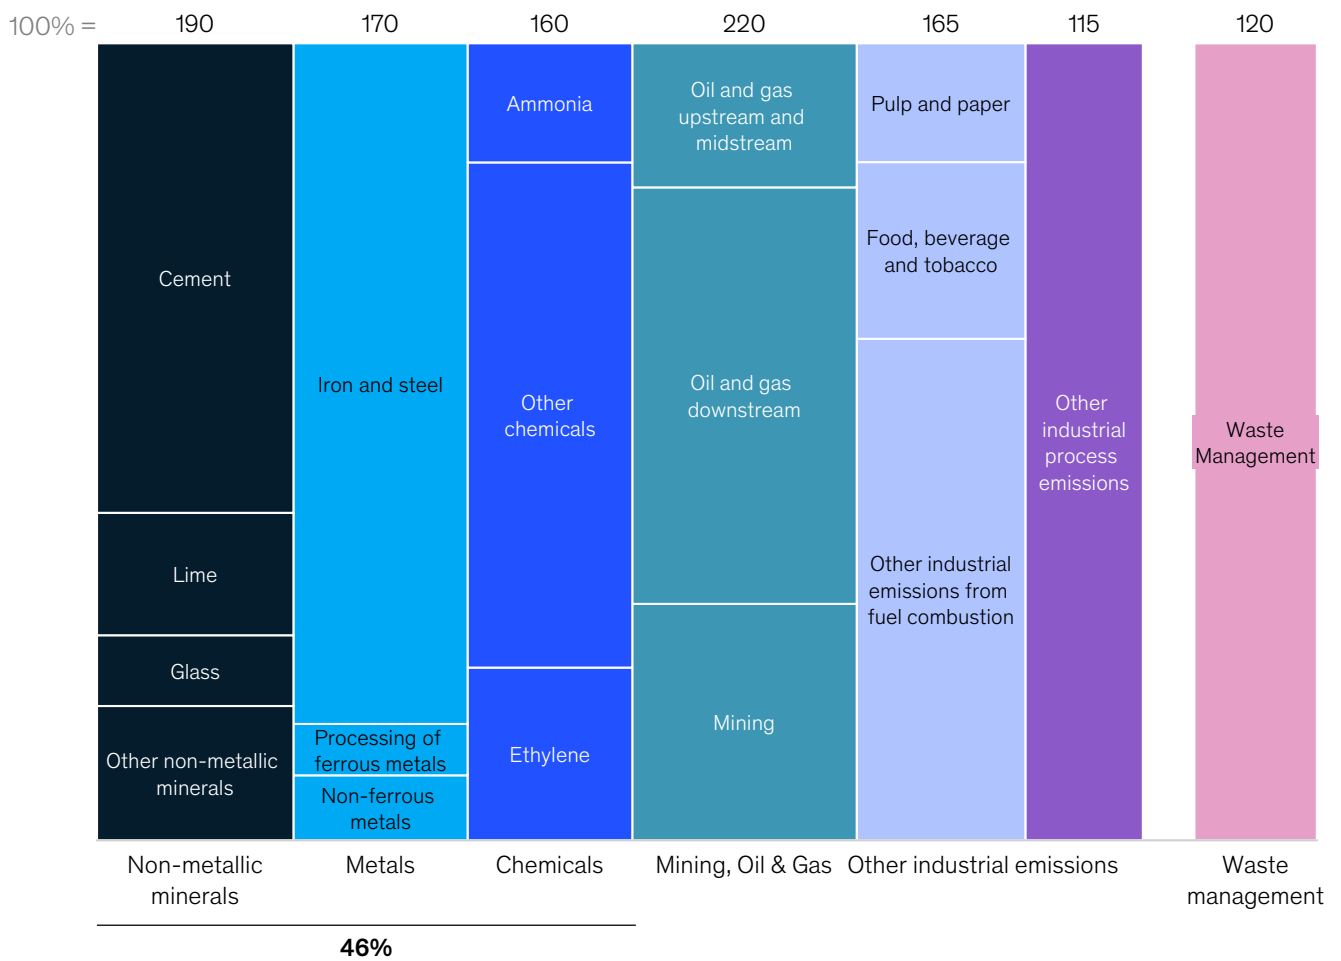 100% =
190
170
160
220
165
115
120
Cement
Lime
Glass
Other non-metallic
minerals
Iron and steel
Processing of
ferrous metals
Non-ferrous
metals
Ammonia
Other
chemicals
Ethylene
Oil and gas
upstream and
midstream
Oil and gas
downstream
Mining
Pulp and paper
Food, beverage
and tobacco
Other industrial
emissions from
fuel combustion
Other
industrial
process
emissions
Waste
Management
Non-metallic
minerals
Metals
Chemicals
Mining, Oil & Gas
Other industrial emissions
Waste
management
46%